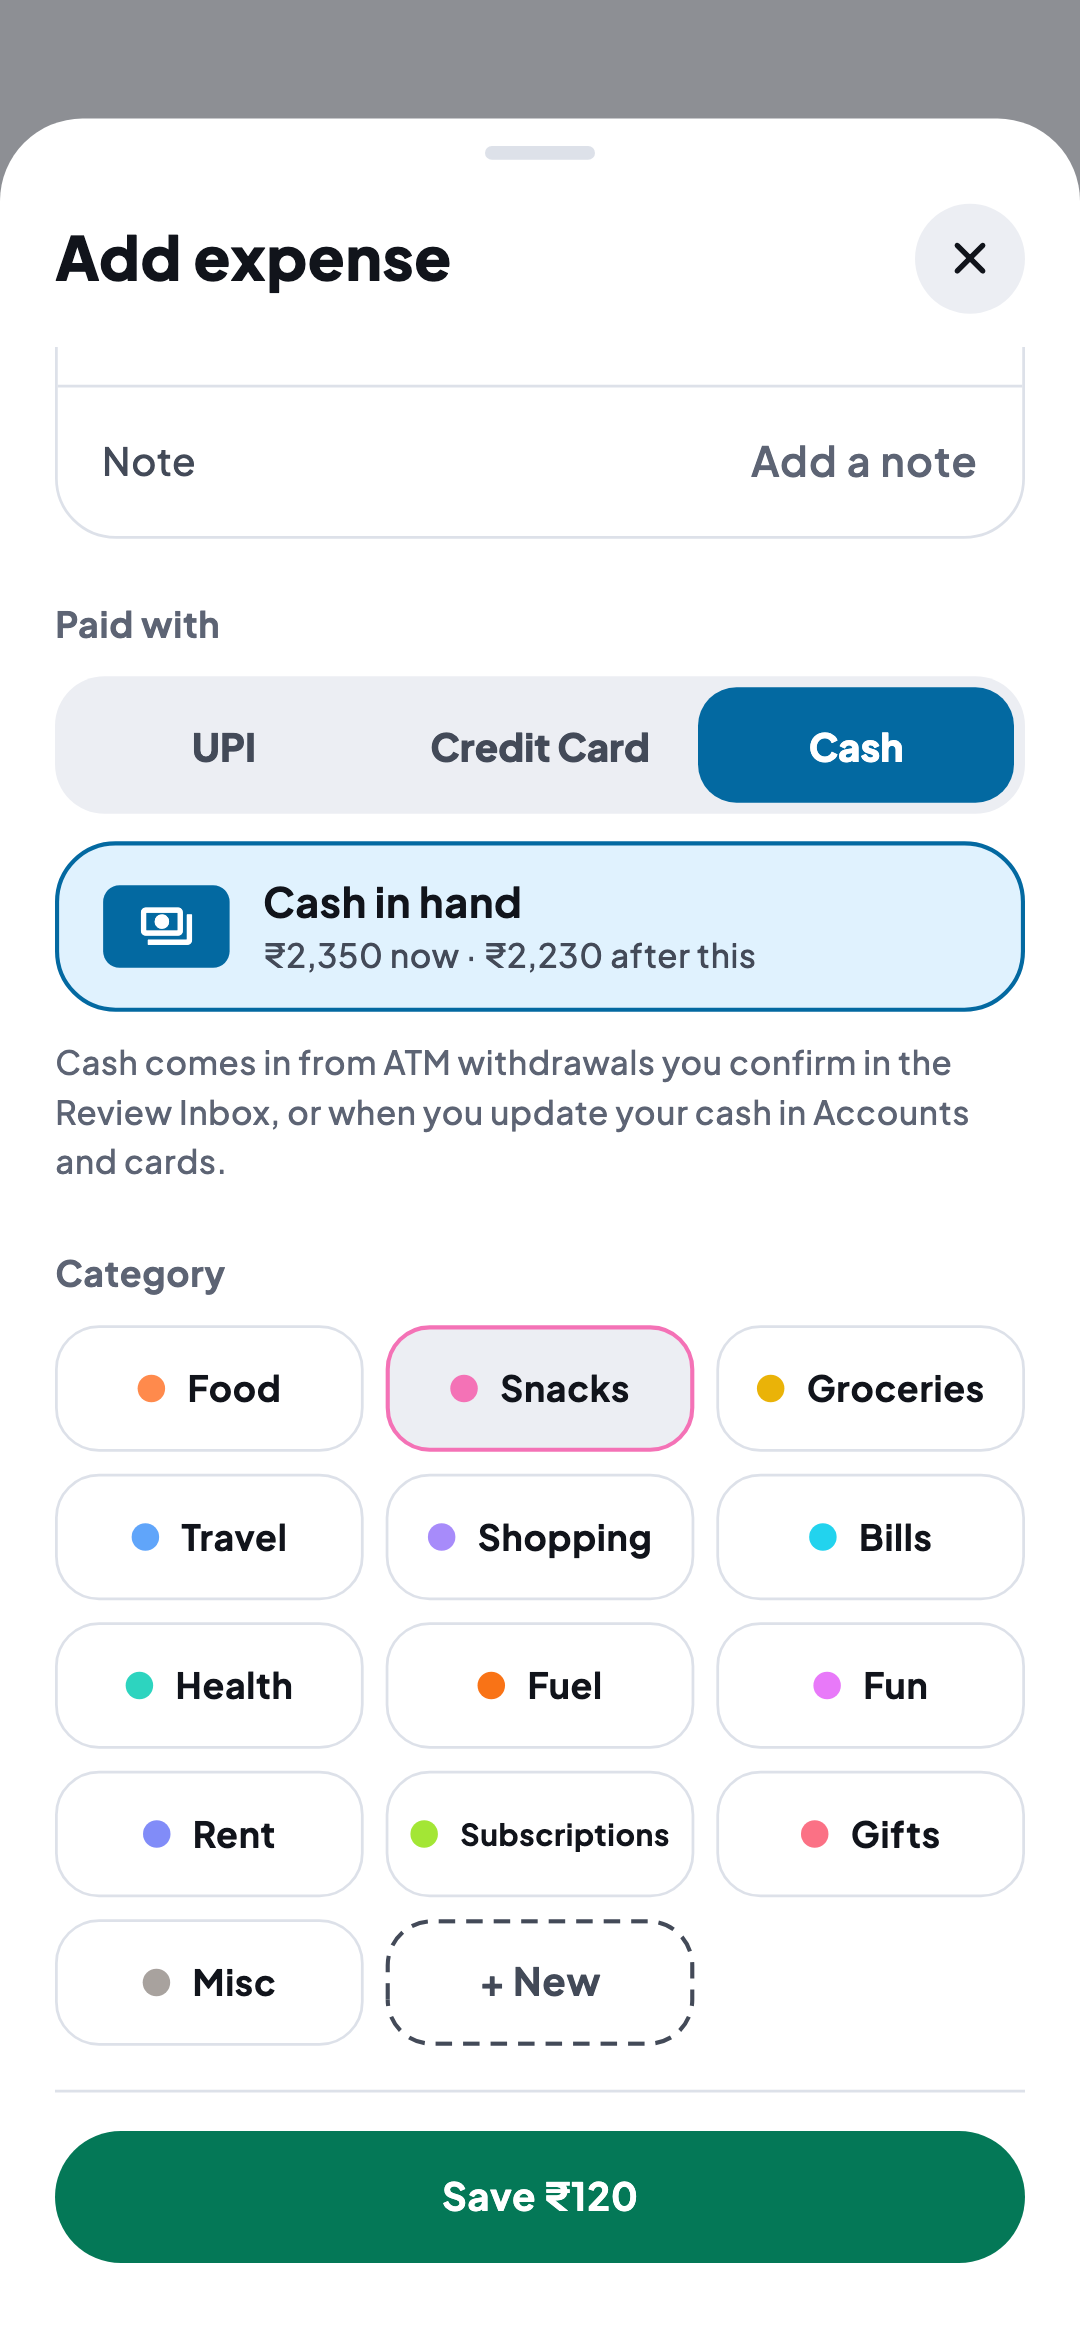 Add expense
Note
Add a note
Paid with
UPI
Credit Card
Cash
Cash in hand
₹2,350 now · ₹2,230 after this
Cash comes in from ATM withdrawals you confirm in the
Review Inbox, or when you update your cash in Accounts
and cards.
Category
Food
Snacks
Groceries
Travel
Shopping
Bills
Health
Fuel
Fun
Rent
Subscriptions
Gifts
Misc
+ New
Save ₹120